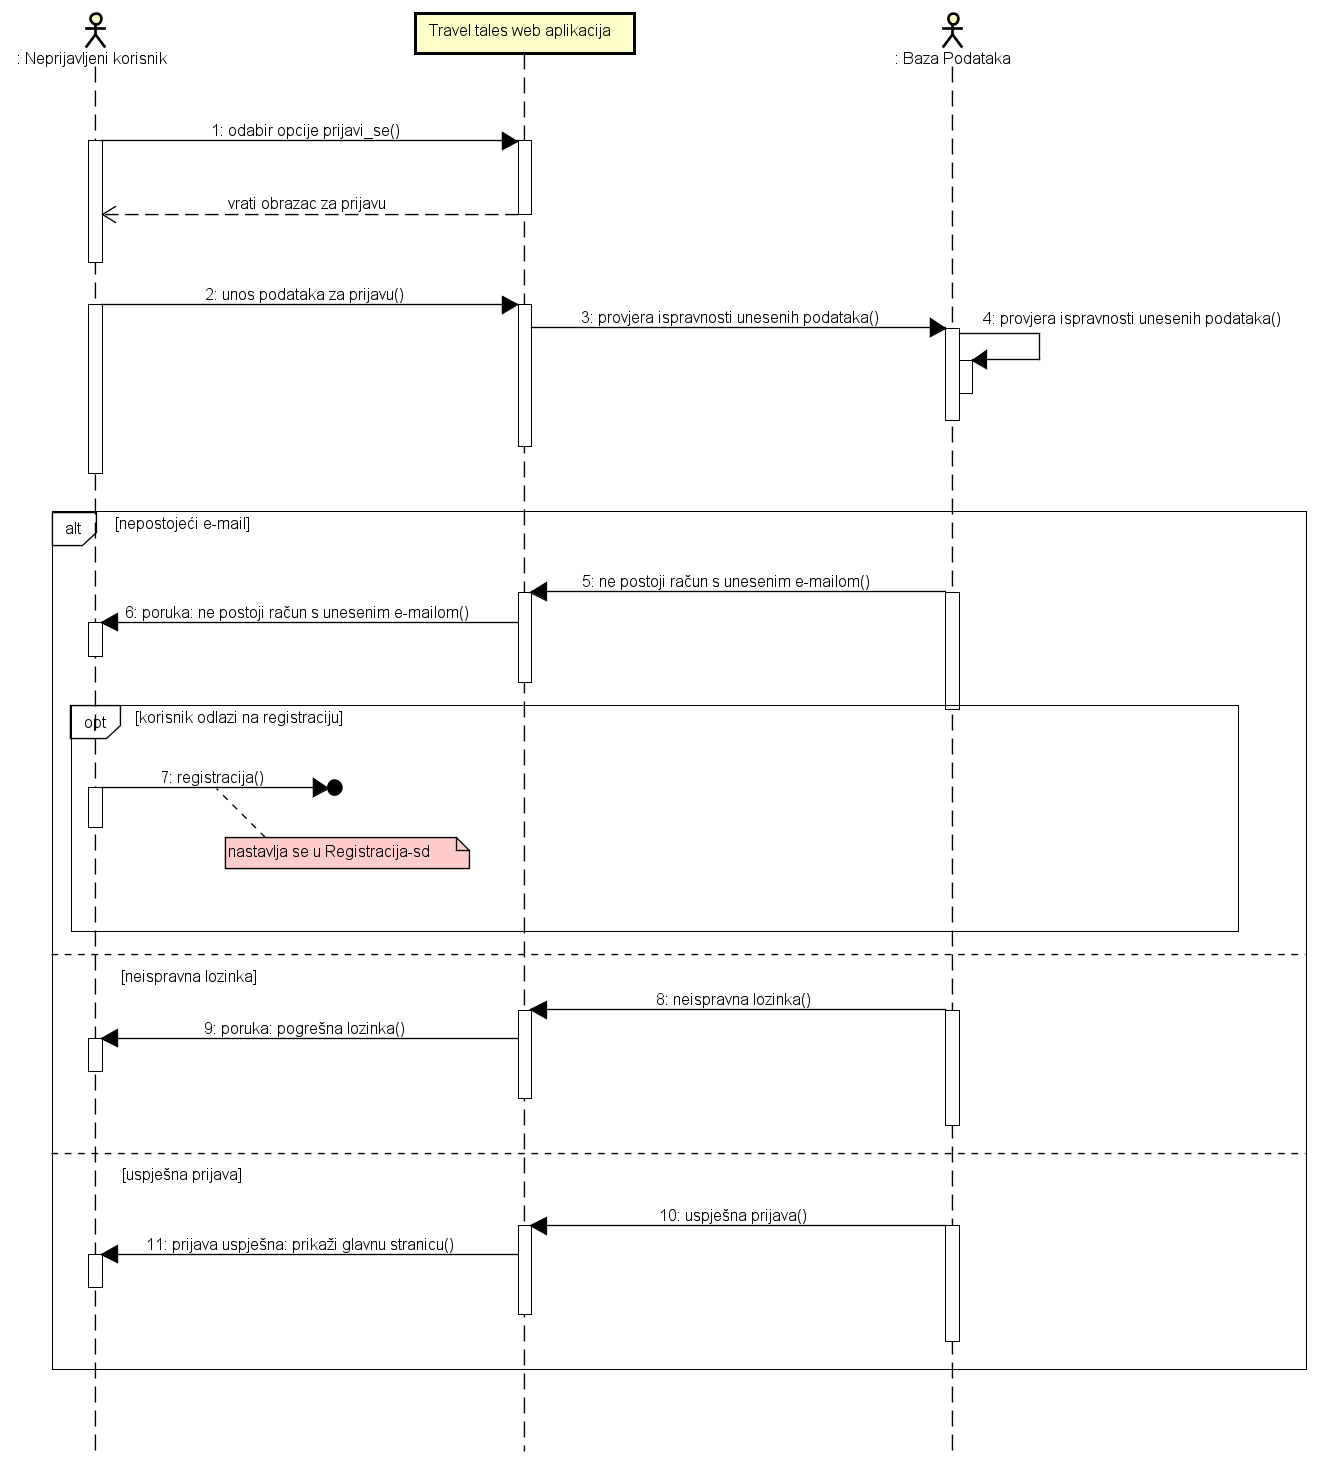 : Neprijavljeni korisnik
Travel tales web aplikacija
: Baza Podataka
1: odabir opcije prijavi_se()
vrati obrazac za prijavu
2: unos podataka za prijavu()
3: provjera ispravnosti unesenih podataka()
4: provjera ispravnosti unesenih podataka()
alt
[nepostojeći e-mail]
5: ne postoji račun s unesenim e-mailom()
6: poruka: ne postoji račun s unesenim e-mailom()
opt
[korisnik odlazi na registraciju]
7: registracija()
nastavlja se u Registracija-sd
[neispravna lozinka]
8: neispravna lozinka()
9: poruka: pogrešna lozinka()
[uspješna prijava]
10: uspješna prijava()
11: prijava uspješna: prikaži glavnu stranicu()